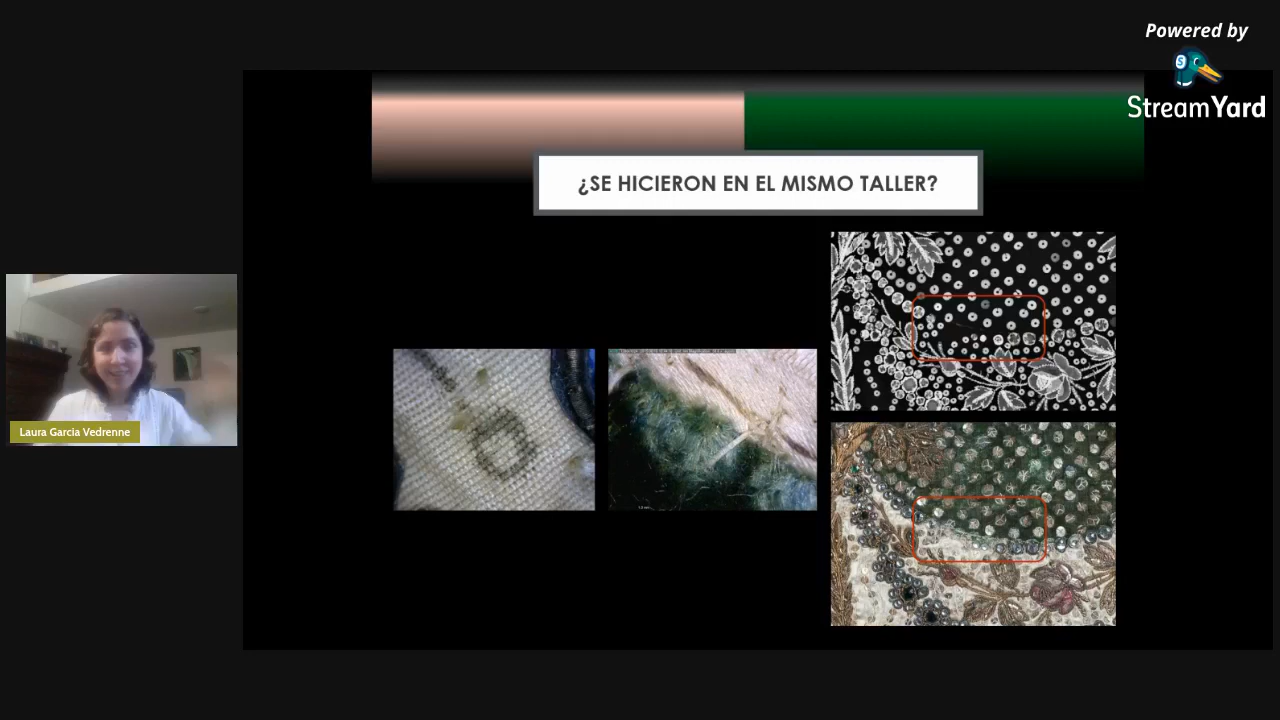 Powered by
StreamYard
¿SE HICIERON EN EL MISMO TALLER?
Laura Garcia Vedrenne